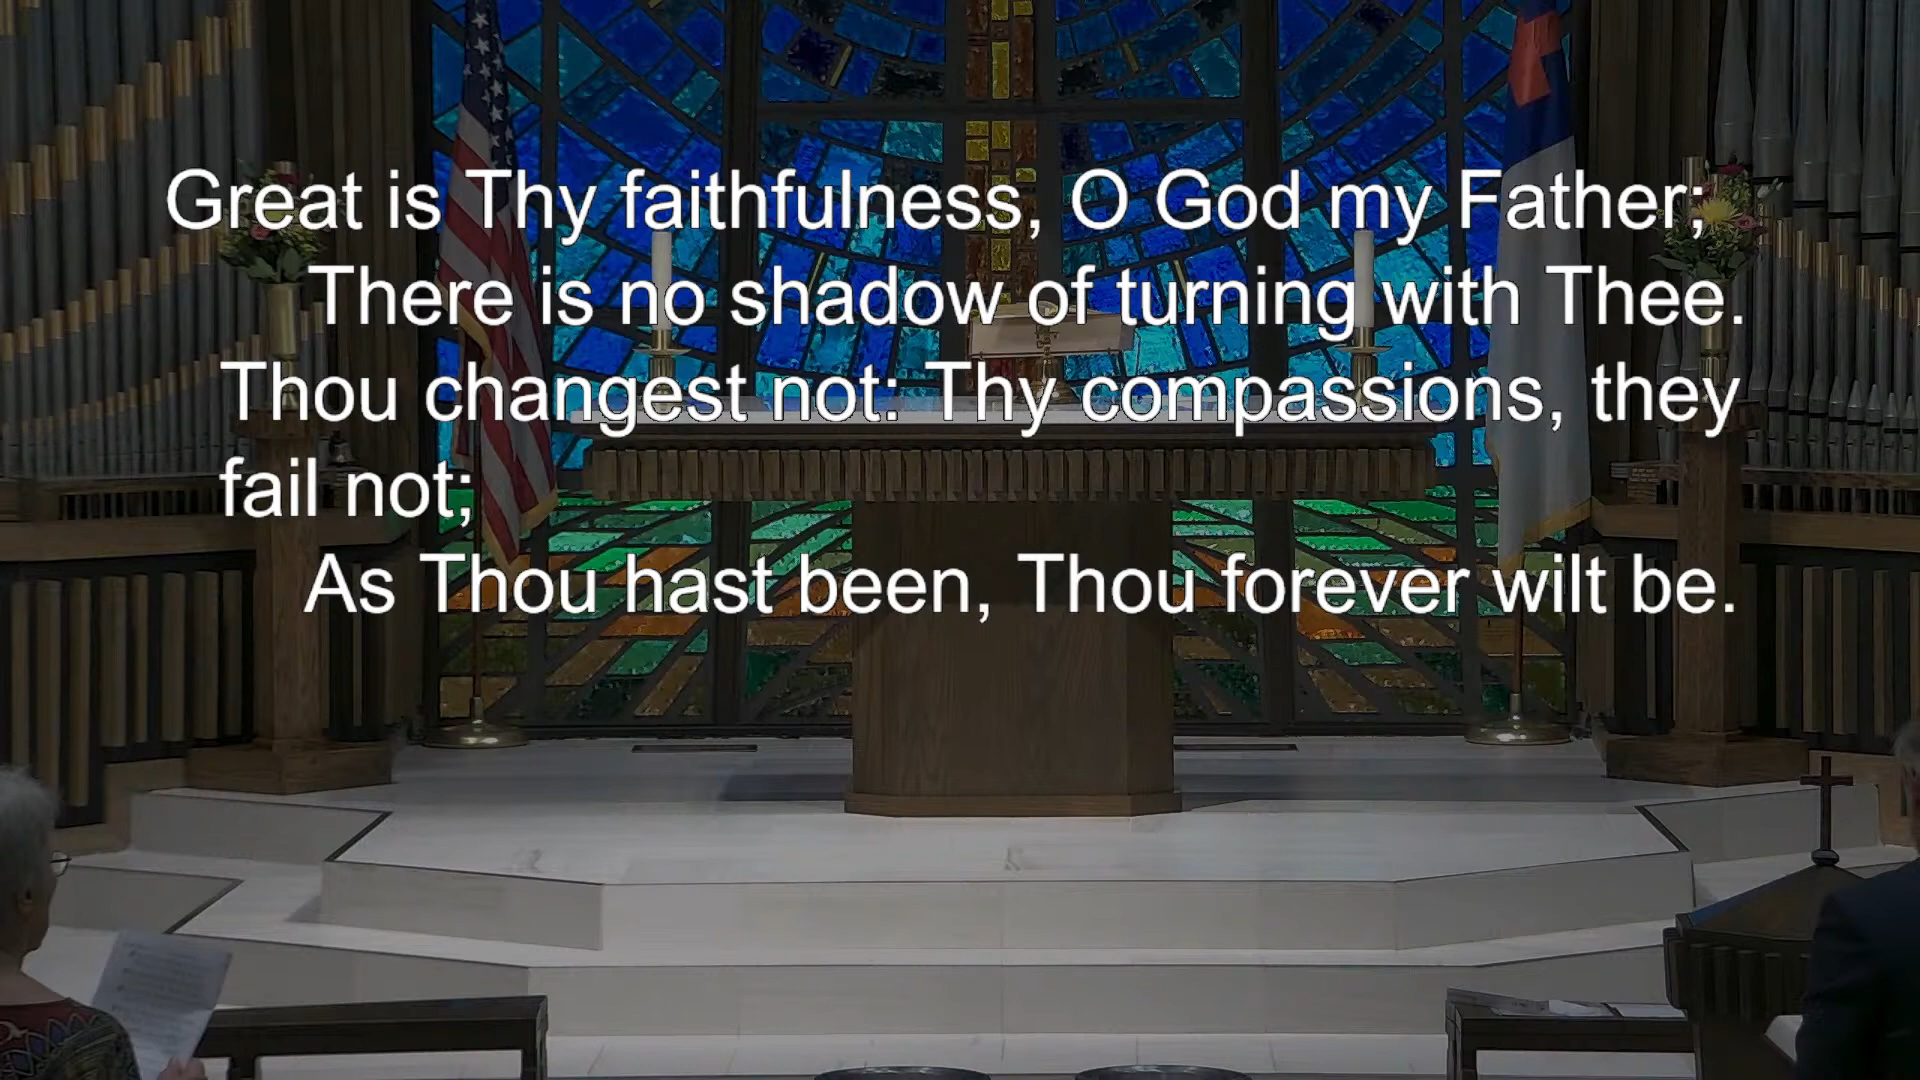 Great is Thy faithfulness, O God my Father;
There is no shadow of turning with Thee.
Thou changest not: Thy compassions, they
fail not;
As Thou hast been, Thou forever wilt be.